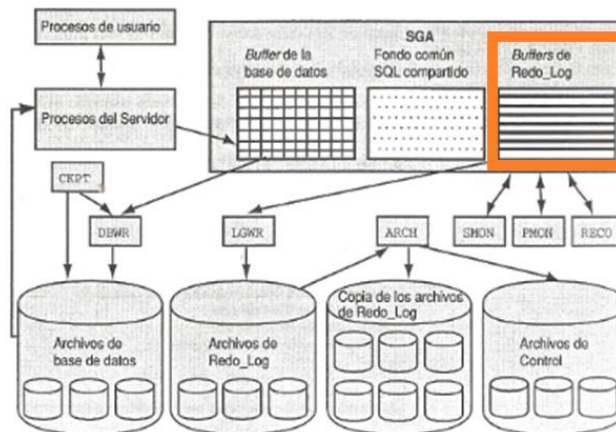 Procesos de usuario
Procesos del Servidor
SGA
Buffer de la
base de datos
Fondo común
SQL compartido
Buffers de
Redo_Log
CKPT
DBWR
LGWR
ARCH
SMON
PMON
RECO
Archivos de
base de datos
Archivos de
Redo_Log
Copia de los archivos
de Redo_Log
Archivos de
Control